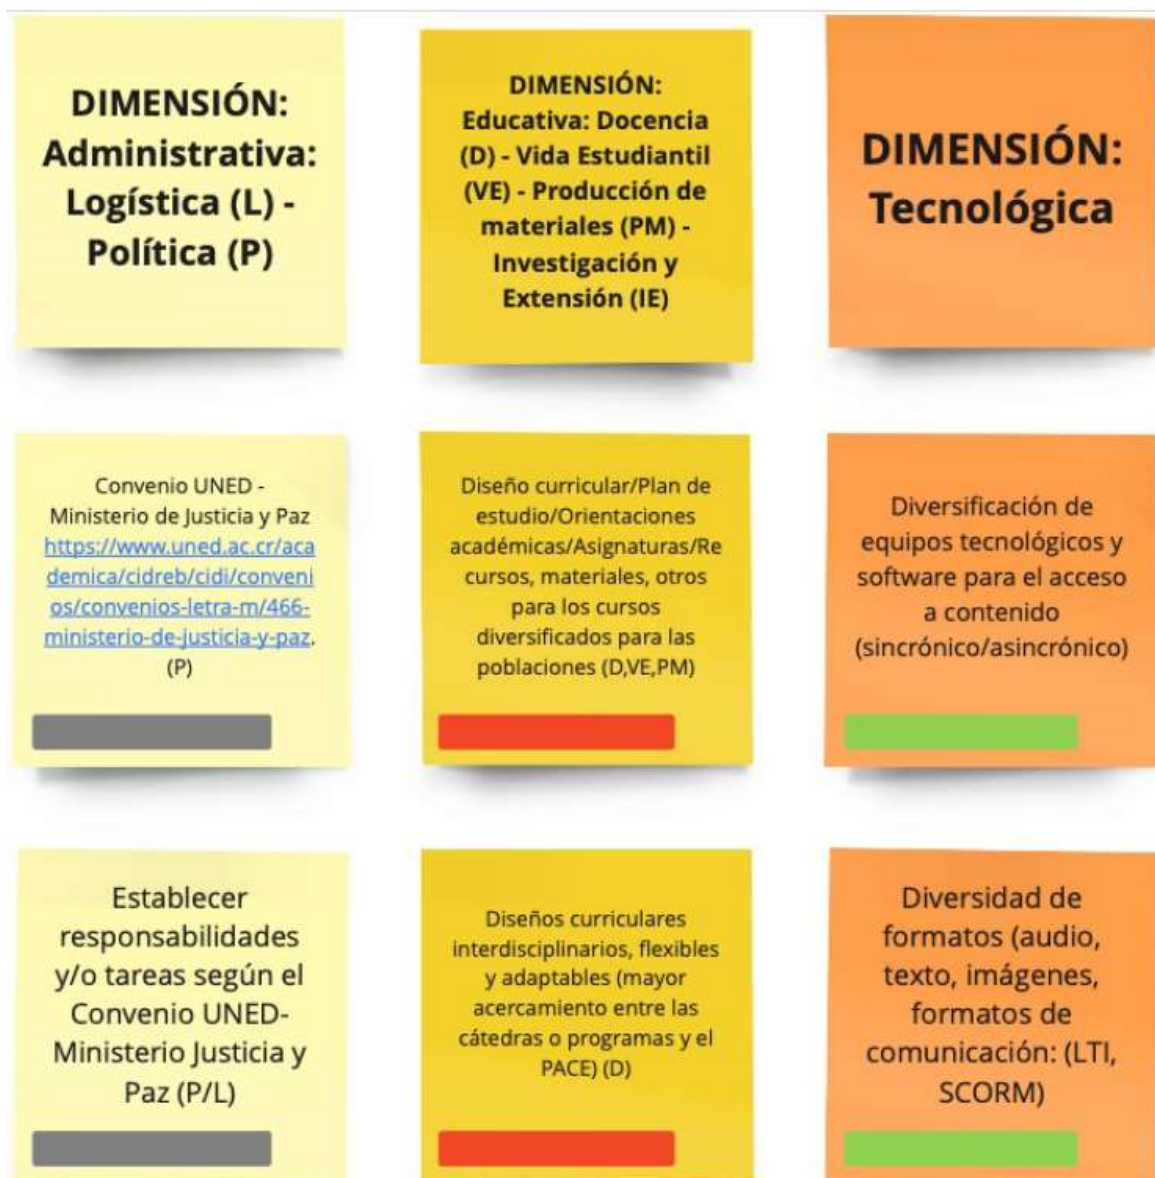 DIMENSIÓN:
Administrativa:
Logística (L) -
Política (P)
DIMENSIÓN:
Educativa: Docencia
(D) - Vida Estudiantil
(VE) - Producción de
materiales (PM) -
Investigación y
Extensión (IE)
DIMENSIÓN:
Tecnológica
Convenio UNED -
Ministerio de Justicia y Paz
https://www.uned.ac.cr/aca
demica/cidreb/cidi/conveni
os/convenios-letra-m/466-
ministerio-de-justicia-y-paz.
(P)
Diseño curricular/Plan de
estudio/Orientaciones
académicas/Asignaturas/Re
cursos, materiales, otros
para los cursos
diversificados para las
poblaciones (D,VE,PM)
Diversificación de
equipos tecnológicos y
software para el acceso
a contenido
(sincrónico/asincrónico)
Establecer
responsabilidades
y/o tareas según el
Convenio UNED-
Ministerio Justicia y
Paz (P/L)
Diseños curriculares
interdisciplinarios, flexibles
y adaptables (mayor
acercamiento entre las
cátedras o programas y el
PACE) (D)
Diversidad de
formatos (audio,
texto, imágenes,
formatos de
comunicación: (LTI,
SCORM)